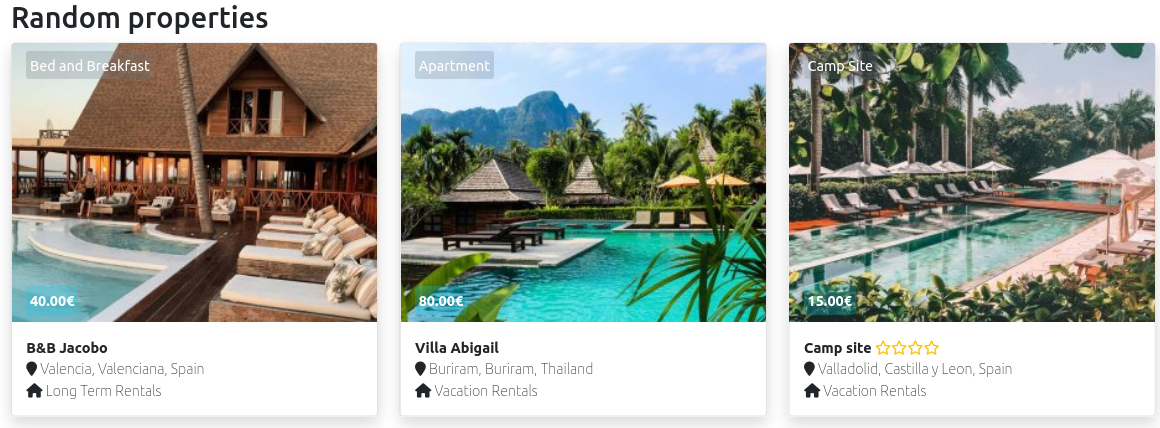 Random properties
Bed and Breakfast
40.00€
B&B Jacobo
Valencia, Valenciana, Spain
Long Term Rentals
Apartment
80.00€
Villa Abigail
Buriram, Buriram, Thailand
Vacation Rentals
Camp Site
15.00€
Camp site
Valladolid, Castilla y Leon, Spain
Vacation Rentals